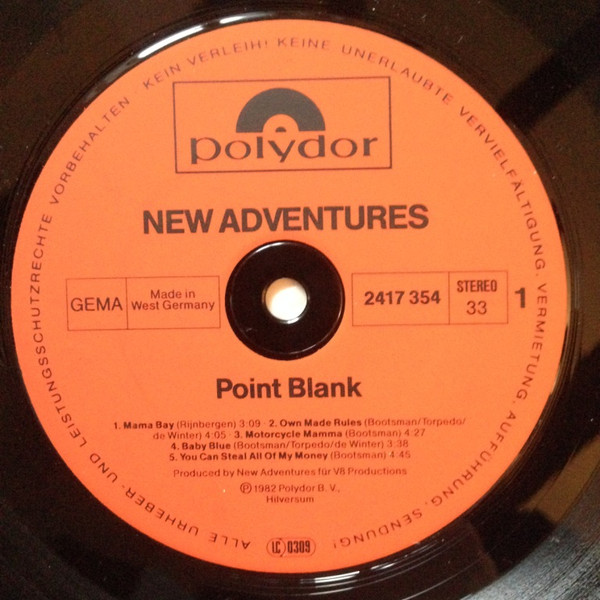 ALLE URHEBER- UND LEISTUNGSSCHUTZRECHTE VORBEHALTEN KEIN VERLEIH! KEINE UNERLAUBTE VERVIELFÄLTIGUNG, VERMIETUNG, AUFFÜHRUNG, SENDUNG!
polydor
NEW ADVENTURES
GEMA
Made in
West Germany
2417 354
STEREO
33
1
Point Blank
1. Mama Bay (Rijnbergen) 3:09 · 2. Own Made Rules (Bootsman/Torpedo/
de Winter) 4:05 · 3. Motorcycle Mamma (Bootsman) 4:27
4. Baby Blue (Bootsman/Torpedo/de Winter) 3:38
5. You Can Steal All Of My Money (Bootsman) 4:45
Produced by New Adventures für V8 Productions
Ⓟ 1982 Polydor B.V.,
Hilversum
LC 0309